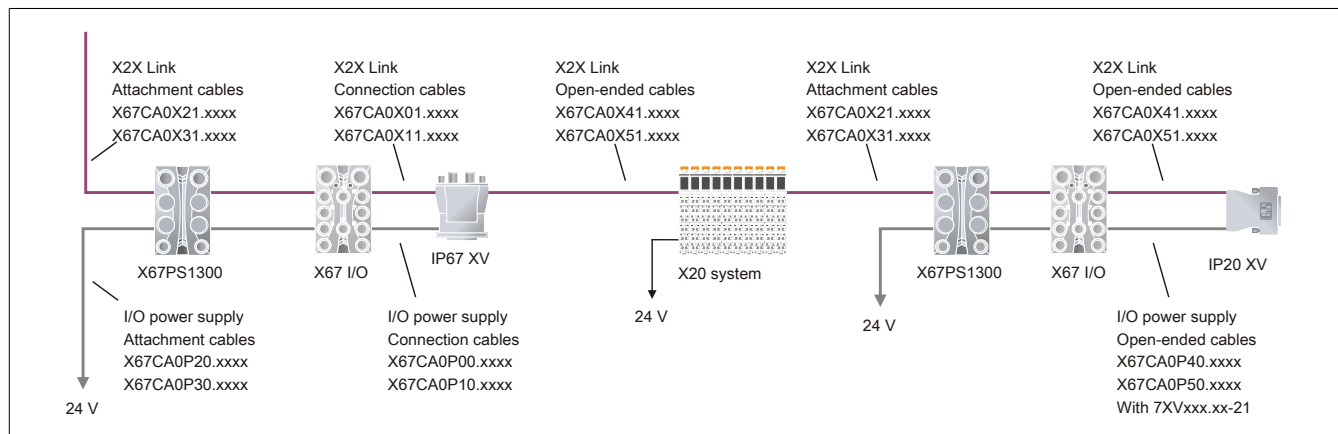 X2X Link
Attachment cables
X67CA0X21.xxxx
X67CA0X31.xxxx
X2X Link
Connection cables
X67CA0X01.xxxx
X67CA0X11.xxxx
X2X Link
Open-ended cables
X67CA0X41.xxxx
X67CA0X51.xxxx
X2X Link
Attachment cables
X67CA0X21.xxxx
X67CA0X31.xxxx
X2X Link
Open-ended cables
X67CA0X41.xxxx
X67CA0X51.xxxx
X67PS1300
X67 I/O
IP67 XV
X20 system
X67PS1300
X67 I/O
IP20 XV
I/O power supply
Attachment cables
X67CA0P20.xxxx
X67CA0P30.xxxx
24 V
I/O power supply
Connection cables
X67CA0P00.xxxx
X67CA0P10.xxxx
24 V
24 V
I/O power supply
Open-ended cables
X67CA0P40.xxxx
X67CA0P50.xxxx
With 7XVxxx.xx-21